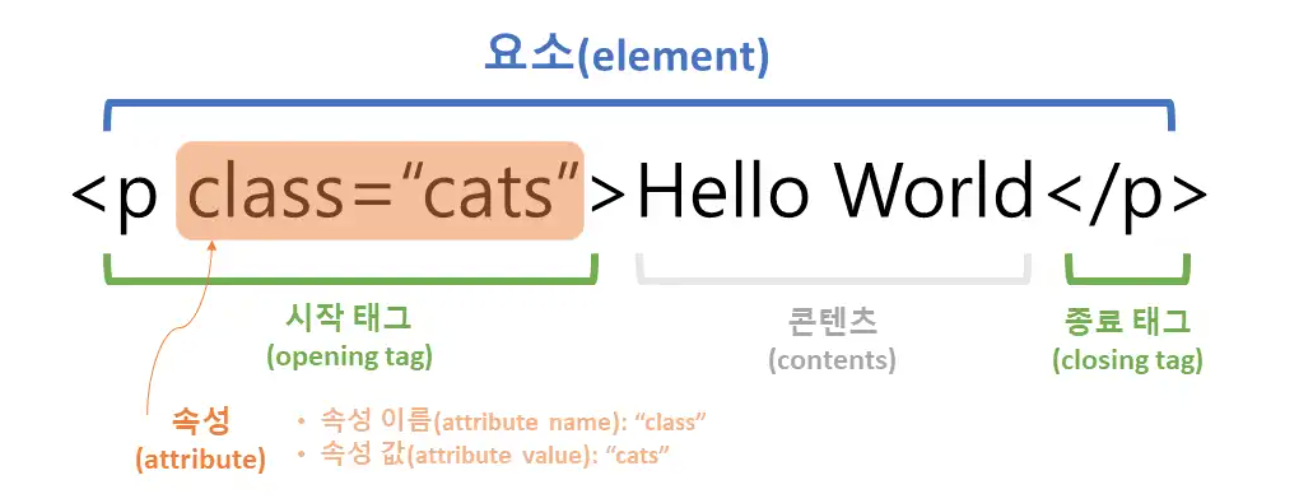 요소(element)
<p class=“cats”>Hello World</p>
시작 태그
(opening tag)
콘텐츠
(contents)
종료 태그
(closing tag)
속성
(attribute)
• 속성 이름(attribute name): “class”
• 속성 값(attribute value): “cats”